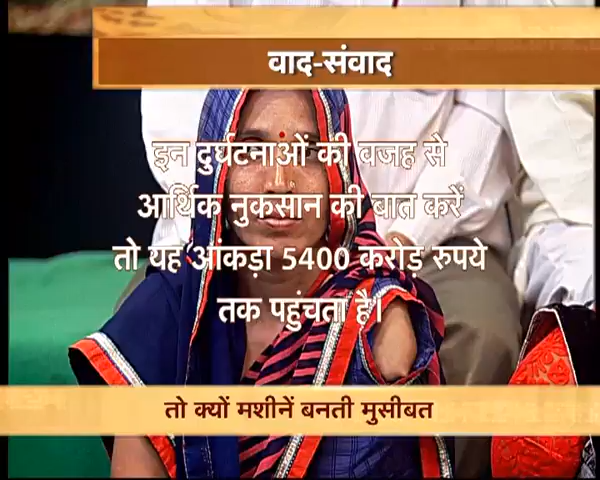 वाद-संवाद
इन दुर्घटनाओं की वजह से
आर्थिक नुकसान की बात करें
तो यह आंकड़ा 5400 करोड़ रुपये
तक पहुंचता है।
तो क्यों मशीनें बनती मुसीबत